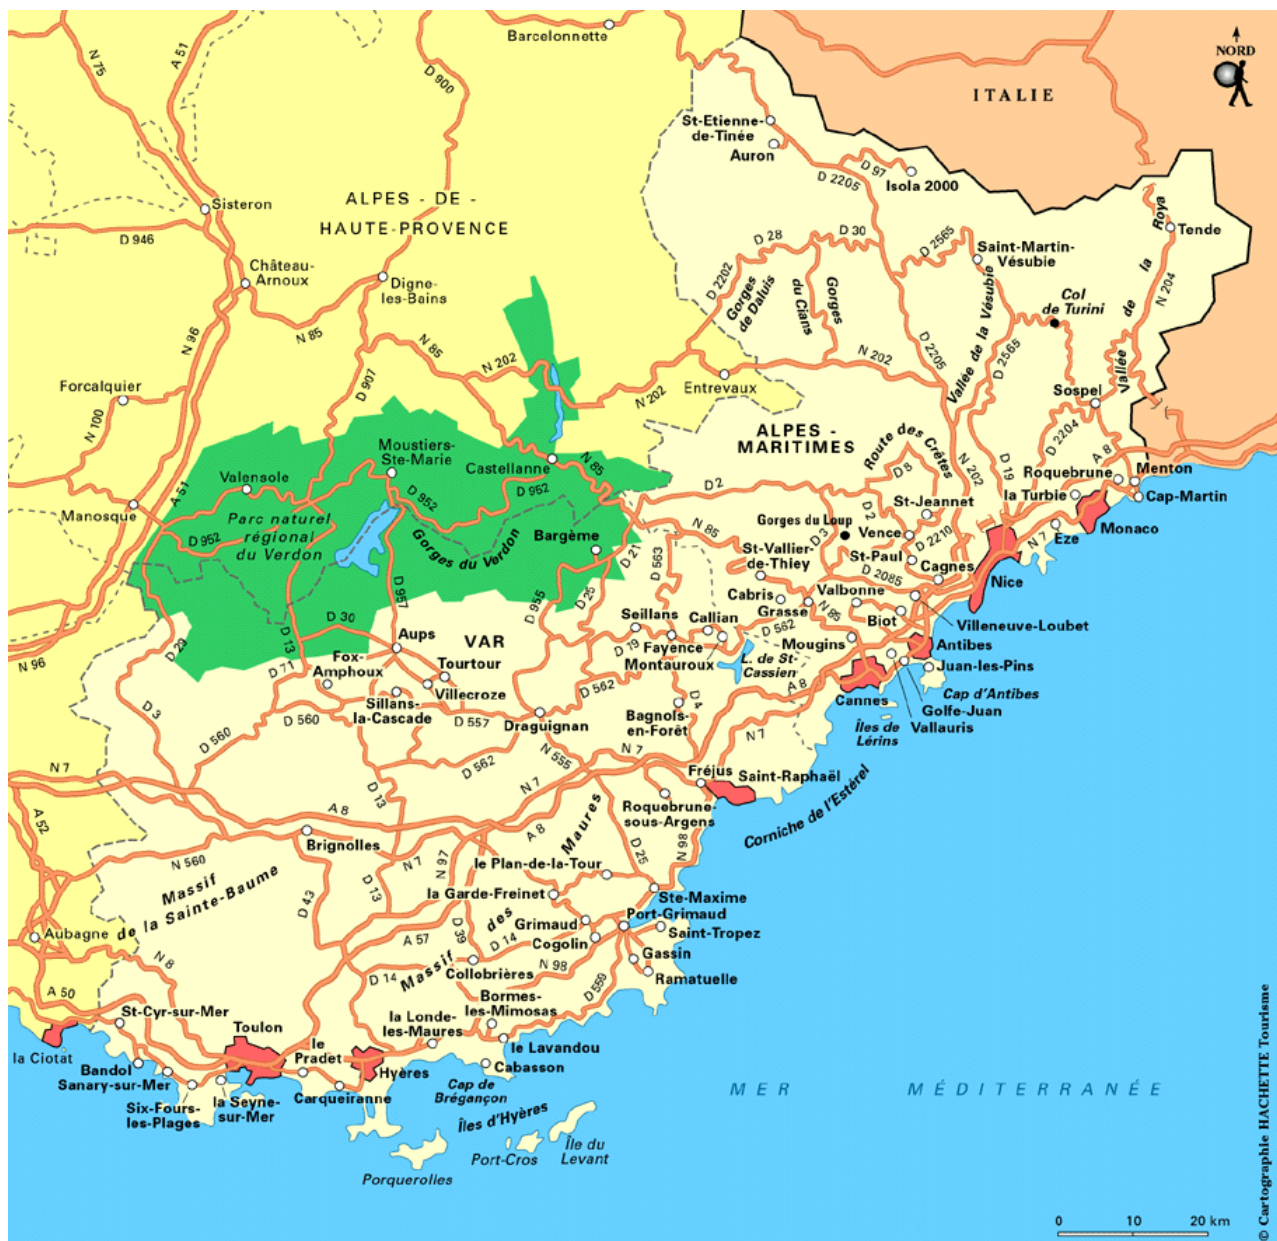 Barcelonnette
N 75
A 51
D 900
NORD
ITALIE
St-Etienne-
de-Tinée
Auron
D 2205
D 97
Isola 2000
Sisteron
D 946
ALPES - DE -
HAUTE-PROVENCE
Château-
Arnoux
Digne-
les-Bains
N 85
N 96
D 28
D 30
D 2202
Gorges
de Daluis
Gorges
du Cians
D 2565
Saint-Martin-
Vésubie
Vallée de la Vésubie
D 2205
D 2565
Col
de Turini
Tende
N 204
Vallée de la Roya
N 85
N 202
N 202
N 202
Entrevaux
Forcalquier
N 100
D 907
Sospel
D 2204
ALPES -
MARITIMES
Route des Crêtes
D 8
N 202
D 19
A 8
Roquebrune
Menton
la Turbie
Cap-Martin
Monaco
Èze
N 7
Nice
Moustiers-
Ste-Marie
Castellanne
N 85
Valensole
D 952
D 952
D 952
Manosque
A 51
Parc naturel
régional
du Verdon
Gorges du Verdon
Bargème
D 2
D 2
St-Jeannet
Gorges du Loup
Vence
D 3
D 2210
N 85
St-Vallier-
de-Thiey
St-Paul
Cagnes
D 2085
Cabris
Valbonne
Grasse
N 85
Biot
Villeneuve-Loubet
D 21
D 563
D 25
D 955
D 957
D 30
D 13
D 29
N 96
VAR
Aups
Seillans
Callian
Fayence
Montauroux
D 19
D 562
Mougins
Antibes
Juan-les-Pins
Cap d'Antibes
Golfe-Juan
Vallauris
Cannes
Îles de
Lérins
L. de St-
Cassien
A 8
D 71
Fox-
Amphoux
Tourtour
Villecroze
Sillans-
la-Cascade
D 3
D 560
D 560
D 557
Draguignan
D 562
D 562
Bagnols-
en-Forêt
D 4
N 7
N 7
N 555
N 7
N 7
Fréjus
Saint-Raphaël
Corniche de l'Estérel
Roquebrune-
sous-Argens
A 52
A 8
D 13
A 8
Brignolles
N 7
N 97
N 560
Massif
de la Sainte-Baume
D 43
D 13
Massif des Maures
D 25
N 98
le Plan-de-la-Tour
la Garde-Freinet
Ste-Maxime
Port-Grimaud
Grimaud
Saint-Tropez
Cogolin
Gassin
Ramatuelle
Aubagne
N 8
A 57
D 39
D 14
D 14
Collobrières
N 98
D 559
A 50
St-Cyr-sur-Mer
Toulon
le
Pradet
la Londe-
les-Maures
Bormes-
les-Mimosas
le Lavandou
Cabasson
la Ciotat
Bandol
Sanary-sur-Mer
Six-Fours-
les-Plages
la Seyne-
sur-Mer
Carqueiranne
Hyères
Cap de
Brégançon
Îles d'Hyères
Port-Cros
Île du
Levant
Porquerolles
MER MÉDITERRANÉE
0 10 20 km
© Cartographie HACHETTE Tourisme